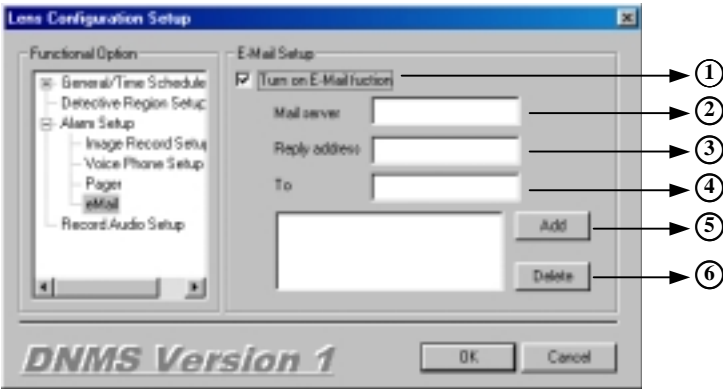 Lens Configuration Setup
Functional Option
General/Time Schedule
Detective Region Setup
Alarm Setup
Image Record Setu
Voice Phone Setup
Pager
eMail
Record Audio Setup
E-Mail Setup
Turn on E-Mail fuction
Mail server
Reply address
To
Add
Delete
DNMS Version 1
OK
Cancel
1
2
3
4
5
6